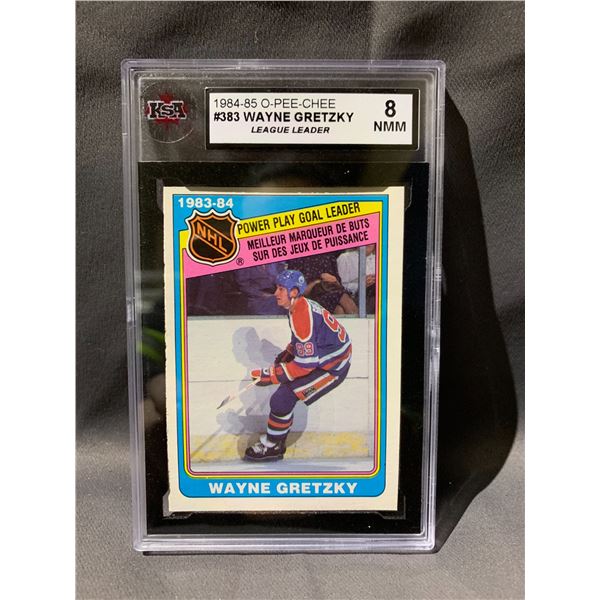 KSA
1984-85 O-PEE-CHEE
#383 WAYNE GRETZKY
LEAGUE LEADER
8
NMM
1983-84
NHL
®
POWER PLAY GOAL LEADER
MEILLEUR MARQUEUR DE BUTS
SUR DES JEUX DE PUISSANCE
99
WAYNE GRETZKY